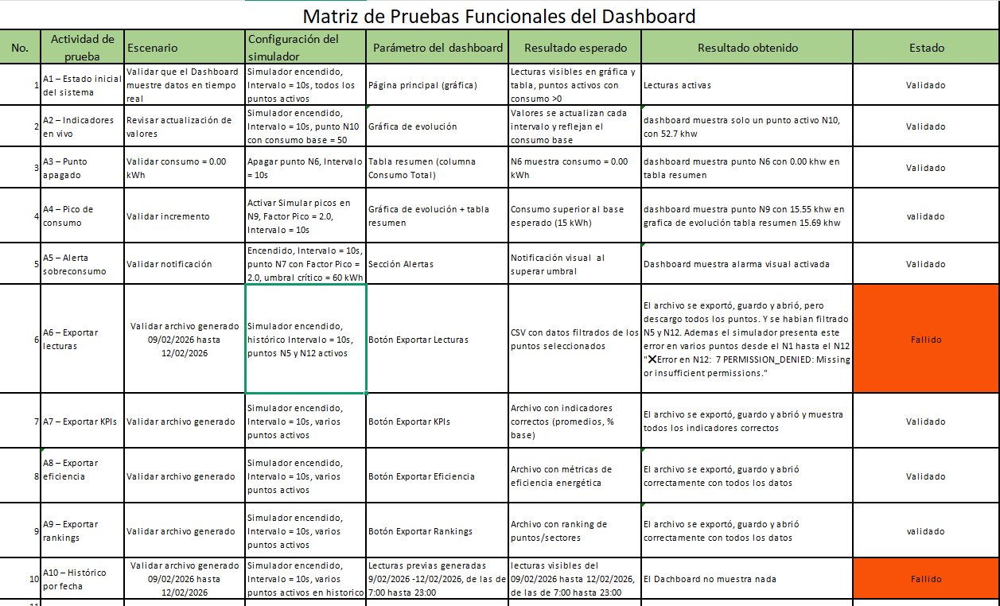 Matriz de Pruebas Funcionales del Dashboard
No.
Actividad de
prueba
Escenario
Configuración del
simulador
Parámetro del dashboard
Resultado esperado
Resultado obtenido
Estado
1
A1 – Estado inicial
del sistema
Validar que el Dashboard
muestre datos en tiempo
real
Simulador encendido,
Intervalo = 10s, todos los
puntos activos
Página principal (gráfica)
Lecturas visibles en gráfica y
tabla, puntos activos con
consumo >0
Lecturas activas
Validado
2
A2 – Indicadores
en vivo
Revisar actualización de
valores
Simulador encendido,
Intervalo = 10s, punto N10
con consumo base = 50
Gráfica de evolución
Valores se actualizan cada
intervalo y reflejan el
consumo base
dashboard muestra solo un punto activo N10,
con 52.7 khw
Validado
3
A3 – Punto
apagado
Validar consumo = 0.00
kWh
Apagar punto N6, Intervalo
= 10s
Tabla resumen (columna
Consumo Total)
N6 muestra consumo = 0.00
kWh
dashboard muestra punto N6 con 0.00 khw en
tabla resumen
Validado
4
A4 – Pico de
consumo
Validar incremento
Activar Simular picos en
N9, Factor Pico = 2.0,
Intervalo = 10s
Gráfica de evolución + tabla
resumen
Consumo superior al base
esperado (15 kWh)
dashboard muestra punto N9 con 15.55 khw en
grafica de evolución tabla resumen 15.69 khw
validado
5
A5 – Alerta
sobreconsumo
Validar notificación
Encendido, Intervalo = 10s,
punto N7 con Factor Pico =
2.0, umbral crítico = 60 kWh
Sección Alertas
Notificación visual al
superar umbral
Dashboard muestra alarma visual activada
Validado
6
A6 – Exportar
lecturas
Validar archivo generado
09/02/2026 hasta
12/02/2026
Simulador encendido,
histórico Intervalo = 10s,
puntos N5 y N12 activos
Botón Exportar Lecturas
CSV con datos filtrados de los
puntos seleccionados
El archivo se exportó, guardo y abrió, pero
descargo todos los puntos. Y se habian filtrado
N5 y N12. Ademas el simulador presenta este
error en varios puntos desde el N1 hasta el N12
"❌Error en N12: 7 PERMISSION_DENIED: Missing
or insufficient permissions."
Fallido
7
A7 – Exportar KPIs
Validar archivo generado
Simulador encendido,
Intervalo = 10s, varios
puntos activos
Botón Exportar KPIs
Archivo con indicadores
correctos (promedios, %
base)
El archivo se exportó, guardo y abrió y muestra
todos los indicadores correctos
Validado
8
A8 – Exportar
eficiencia
Validar archivo generado
Simulador encendido,
Intervalo = 10s, varios
puntos activos
Botón Exportar Eficiencia
Archivo con métricas de
eficiencia energética
El archivo se exportó, guardo y abrió
correctamente con todos los datos
Validado
9
A9 – Exportar
rankings
Validar archivo generado
Simulador encendido,
Intervalo = 10s, varios
puntos activos
Botón Exportar Rankings
Archivo con ranking de
puntos/sectores
El archivo se exportó, guardo y abrió
correctamente con todos los datos
validado
10
A10 – Histórico
por fecha
Validar archivo generado
09/02/2026 hasta
12/02/2026
Simulador encendido,
Intervalo = 10s, varios
puntos activos en historico
Lecturas previas generadas
9/02/2026 -12/02/2026, de las de
7:00 hasta 23:00
lecturas visibles del
09/02/2026 hasta 12/02/2026,
de las de 7:00 hasta 23:00
El Dashboard no muestra nada
Fallido